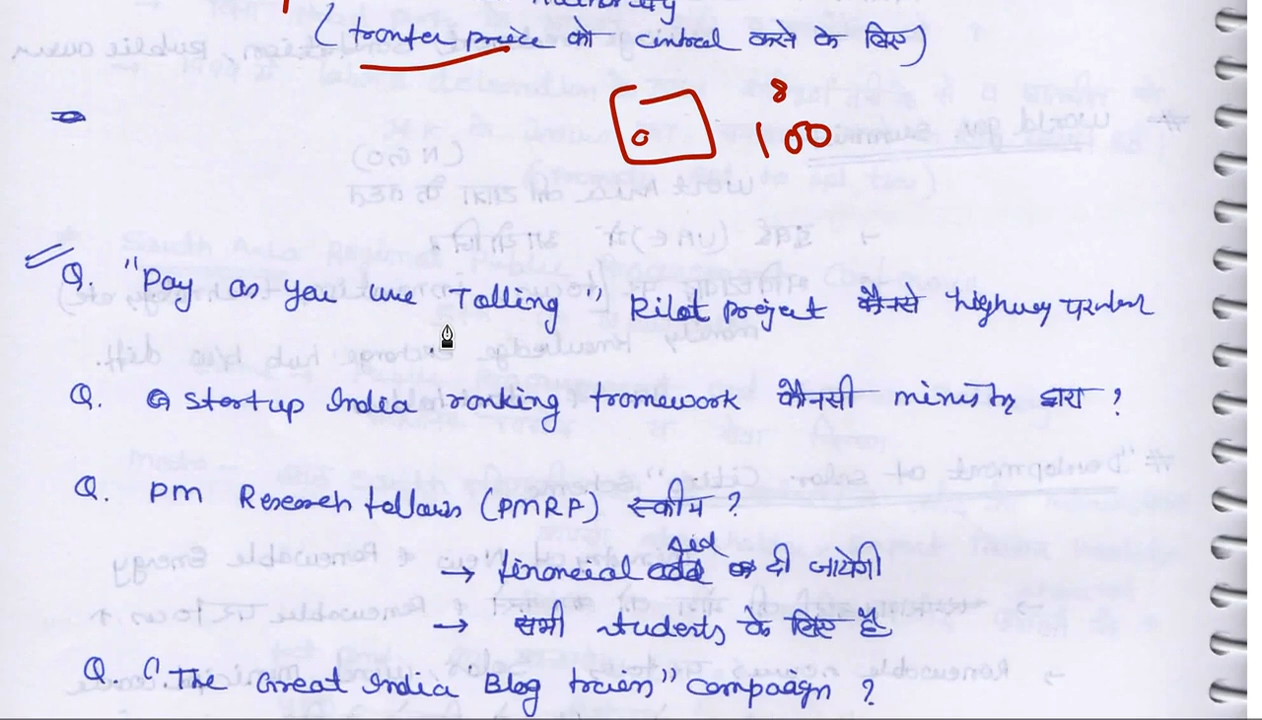 (transfer price को control करने के लिए)
8
0 100
Q. "Pay as you use Tolling" Pilot project कौनसे highway पर
Q. Startup India ranking framework कौनसी ministry द्वारा ?
Q. PM Research fellows (PMRF) स्कीम ?
→ financial aid दी जायेगी
→ सभी students के लिए है
Q. "The Great India Blog train" campaign ?